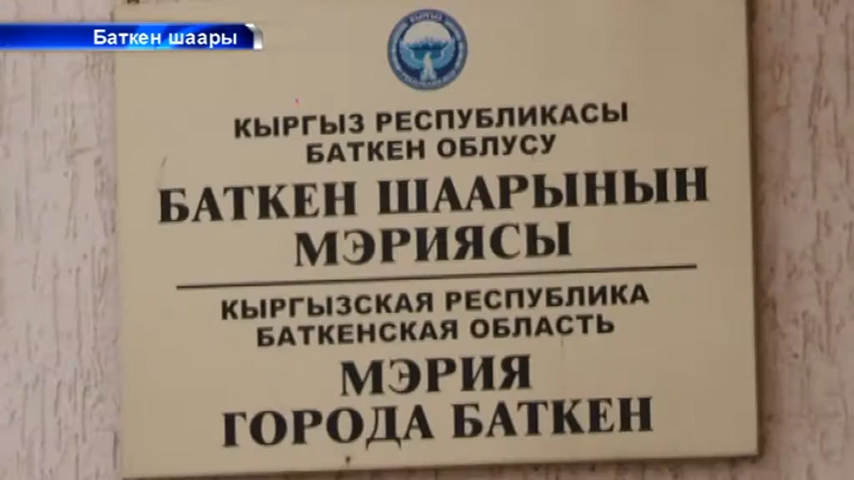 Баткен шаары
КЫРГЫЗ РЕСПУБЛИКАСЫ
БАТКЕН ОБЛУСУ
БАТКЕН ШААРЫНЫН
МЭРИЯСЫ
КЫРГЫЗСКАЯ РЕСПУБЛИКА
БАТКЕНСКАЯ ОБЛАСТЬ
МЭРИЯ
ГОРОДА БАТКЕН